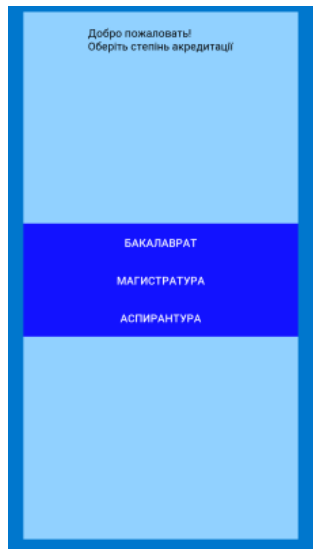 Добро пожаловать!
Оберіть степінь акредитації
БАКАЛАВРАТ
МАГИСТРАТУРА
АСПИРАНТУРА